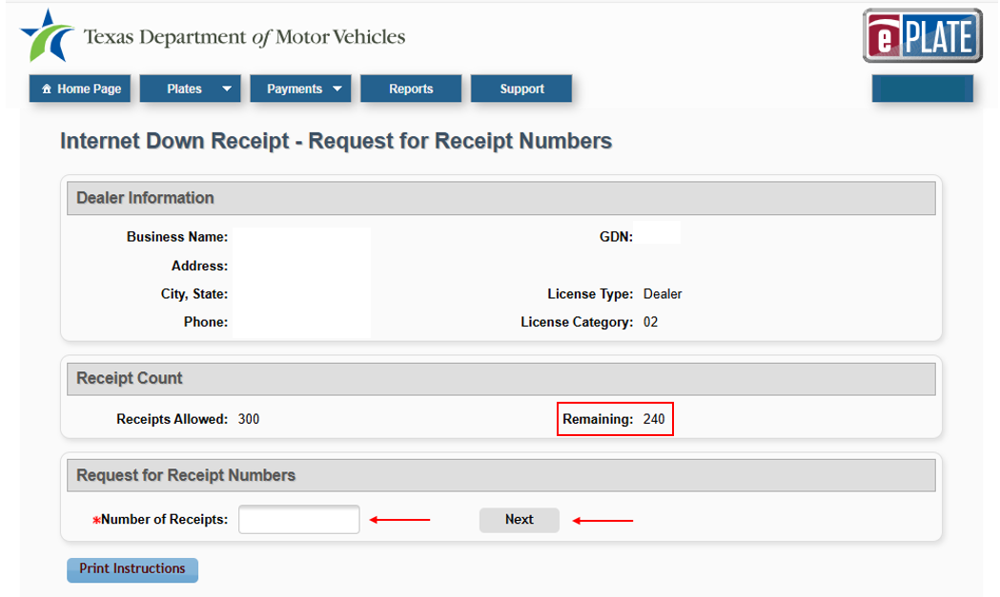 Texas Department of Motor Vehicles
e PLATE
Home Page Plates Payments Reports Support
Internet Down Receipt - Request for Receipt Numbers
Dealer Information
Business Name: GDN:
Address:
City, State: License Type: Dealer
Phone: License Category: 02
Receipt Count
Receipts Allowed: 300 Remaining: 240
Request for Receipt Numbers
*Number of Receipts: Next
Print Instructions